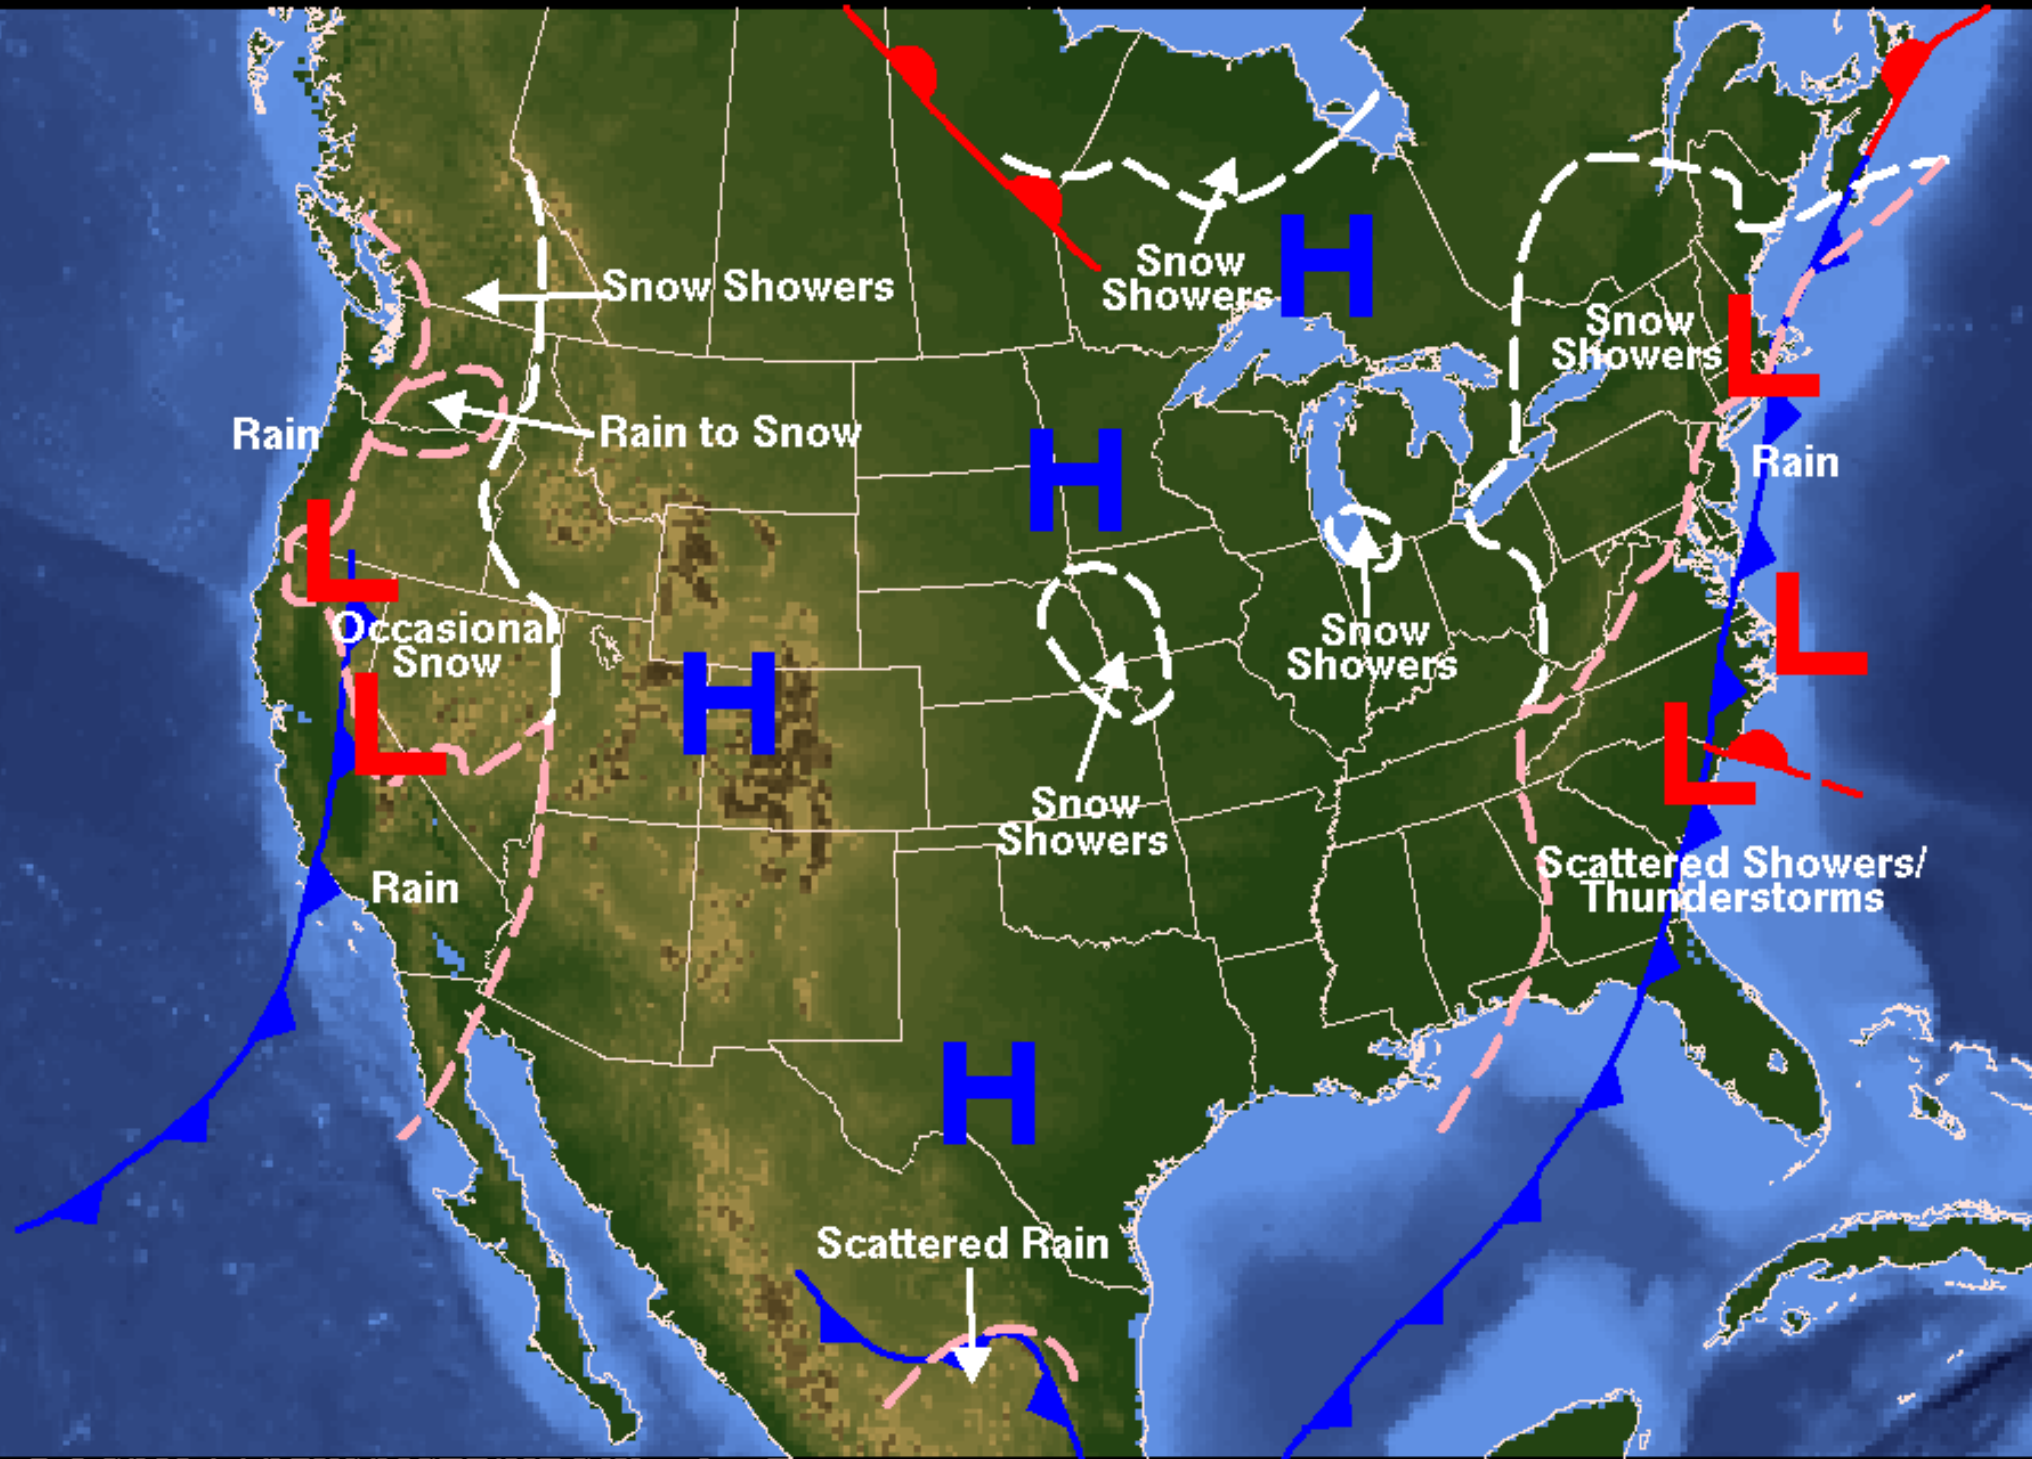 Snow
Showers
H
Snow Showers
Snow
Showers
L
Rain
Rain to Snow
H
Rain
L
L
Occasional
Snow
Snow
Showers
H
L
L
Snow
Showers
Rain
Scattered Showers/
Thunderstorms
H
Scattered Rain
L